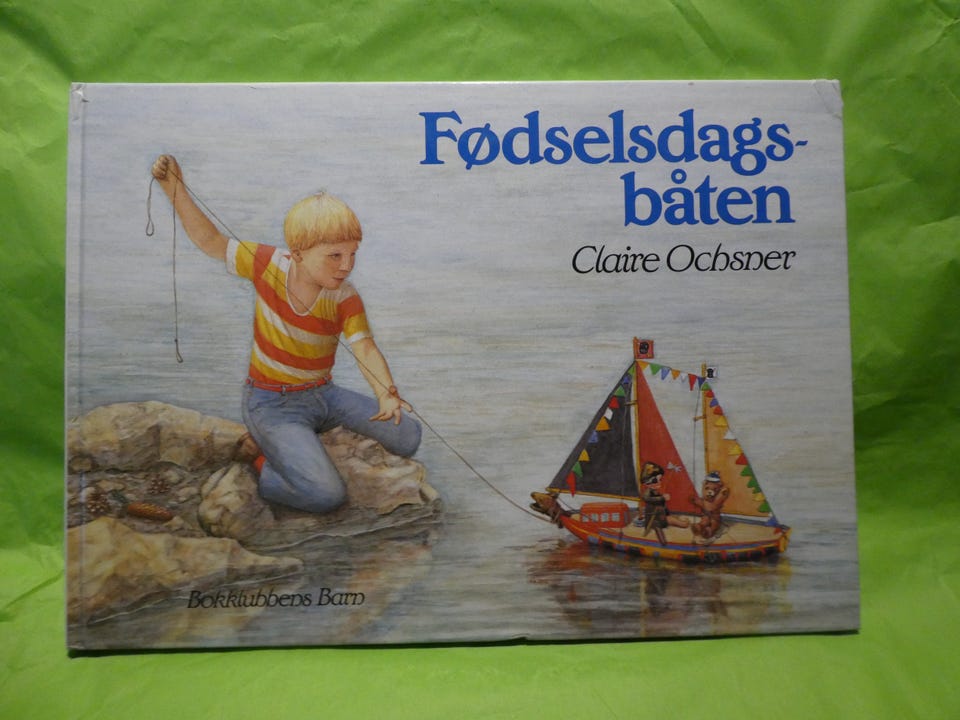 Fødselsdags-
båten
Claire Ochsner
Bokklubbens Barn